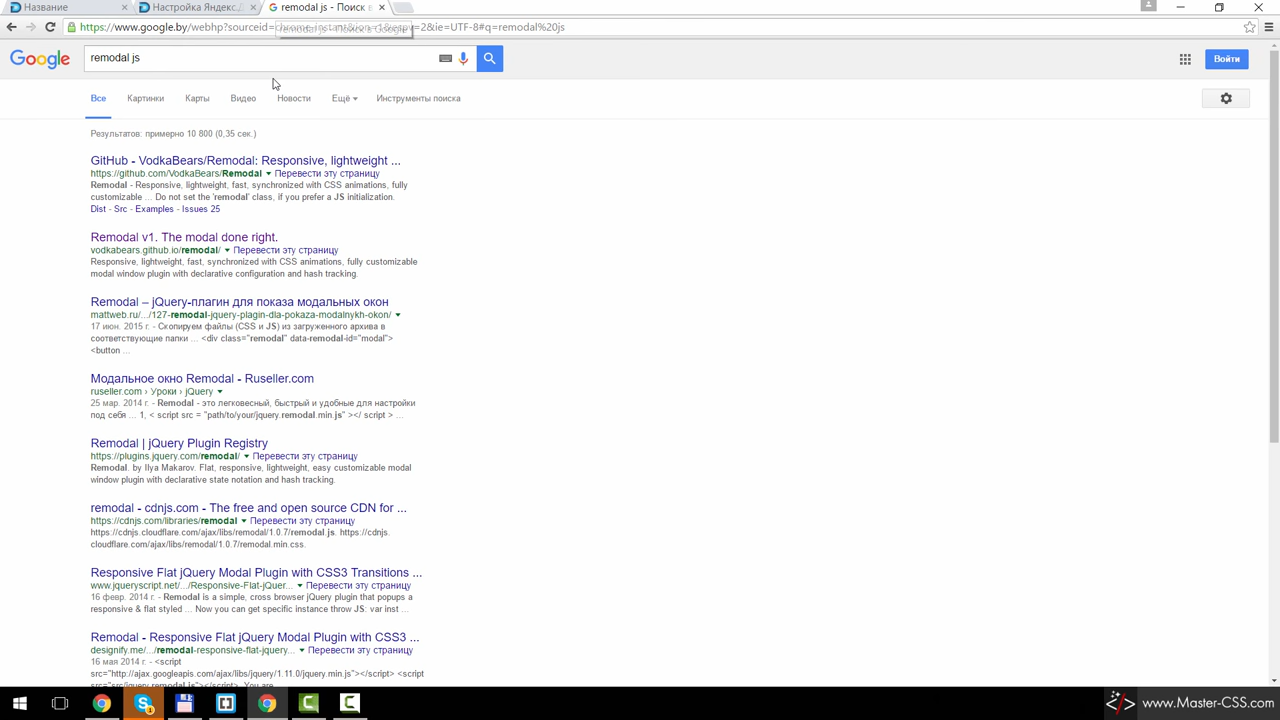 Название
Настройка Яндекс.Д
remodal js - Поиск в
https://www.google.by/webhp?sourceid=chrome-instant&ion=1&espv=2&ie=UTF-8#q=remodal%20js
remodal js - Поиск в Google
Google
remodal js
Войти
Все Картинки Карты Видео Новости Ещё Инструменты поиска
Результатов: примерно 10 800 (0,35 сек.)
GitHub - VodkaBears/Remodal: Responsive, lightweight ...
https://github.com/VodkaBears/Remodal Перевести эту страницу
Remodal - Responsive, lightweight, fast, synchronized with CSS animations, fully
customizable ... Do not set the 'remodal' class, if you prefer a JS initialization.
Dist - Src - Examples - Issues 25
Remodal v1. The modal done right.
vodkabears.github.io/remodal/ Перевести эту страницу
Responsive, lightweight, fast, synchronized with CSS animations, fully customizable
modal window plugin with declarative configuration and hash tracking.
Remodal – jQuery-плагин для показа модальных окон
mattweb.ru/.../127-remodal-jquery-plagin-dla-pokaza-modalnykh-okon/
17 июн. 2015 г. - Скопируем файлы (CSS и JS) из загруженного архива в
соответствующие папки ... <div class="remodal" data-remodal-id="modal">
<button ...
Модальное окно Remodal - Ruseller.com
ruseller.com › Уроки › jQuery
25 мар. 2014 г. - Remodal - это легковесный, быстрый и удобные для настройки
под себя ... 1, < script src = "path/to/your/jquery.remodal.min.js" ></ script > ...
Remodal | jQuery Plugin Registry
https://plugins.jquery.com/remodal/ Перевести эту страницу
Remodal. by Ilya Makarov. Flat, responsive, lightweight, easy customizable modal
window plugin with declarative state notation and hash tracking.
remodal - cdnjs.com - The free and open source CDN for ...
https://cdnjs.com/libraries/remodal Перевести эту страницу
https://cdnjs.cloudflare.com/ajax/libs/remodal/1.0.7/remodal.js. https://cdnjs.
cloudflare.com/ajax/libs/remodal/1.0.7/remodal.min.css.
Responsive Flat jQuery Modal Plugin with CSS3 Transitions ...
www.jqueryscript.net/.../Responsive-Flat-jQuer... Перевести эту страницу
16 февр. 2014 г. - Remodal is a simple, cross browser jQuery plugin that popups a
responsive & flat styled ... Now you can get specific instance throw JS: var inst ...
Remodal - Responsive Flat jQuery Modal Plugin with CSS3 ...
designify.me/.../remodal-responsive-flat-jquery... Перевести эту страницу
16 мая 2014 г. - <script
src="http://ajax.googleapis.com/ajax/libs/jquery/1.11.0/jquery.min.js"></script> <script
www.Master-CSS.com